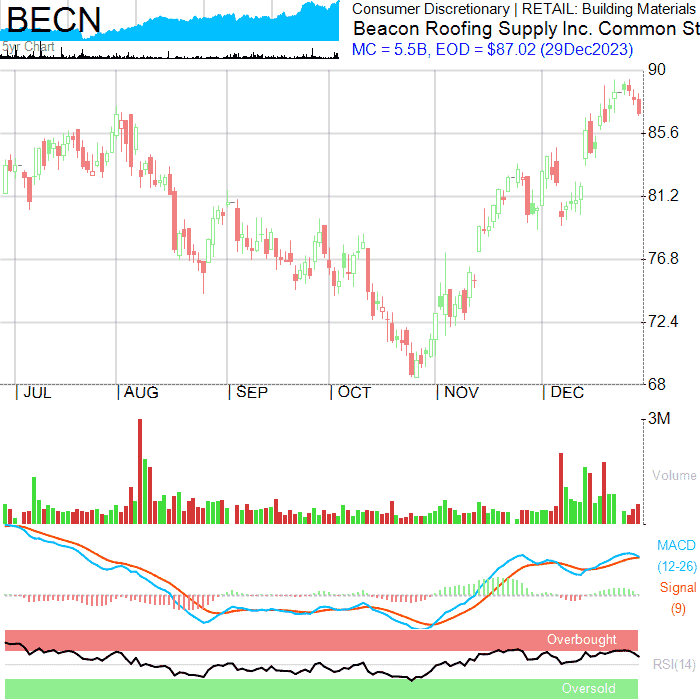 BECN
5yr Chart
Consumer Discretionary | RETAIL: Building Materials
Beacon Roofing Supply Inc. Common St
MC = 5.5B, EOD = $87.02 (29Dec2023)
90
85.6
81.2
76.8
72.4
68
| JUL | AUG | SEP | OCT | NOV | DEC
3M
Volume
MACD
(12-26)
Signal
(9)
Overbought
RSI(14)
Oversold